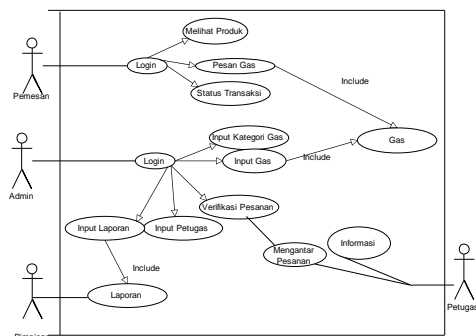 Melihat Produk
Login
Pesan Gas
Include
Pemesan
Status Transaksi
Input Kategori Gas
Gas
Login
Input Gas
Include
Admin
Verifikasi Pesanan
Input Laporan
Input Petugas
Informasi
Mengantar
Pesanan
Include
Laporan
Petugas